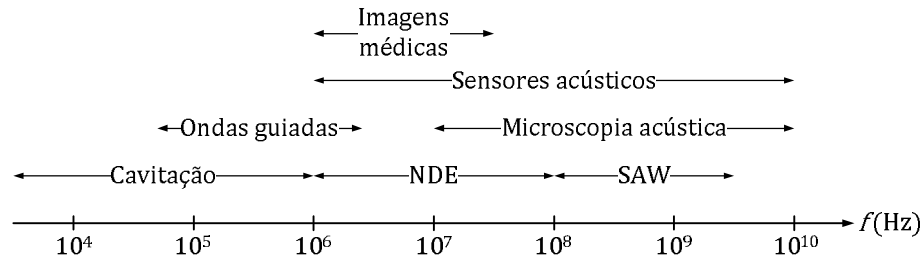 Imagens
médicas
Sensores acústicos
Ondas guiadas
Microscopia acústica
Cavitação
NDE
SAW
f(Hz)
10⁴ 10⁵ 10⁶ 10⁷ 10⁸ 10⁹ 10¹⁰